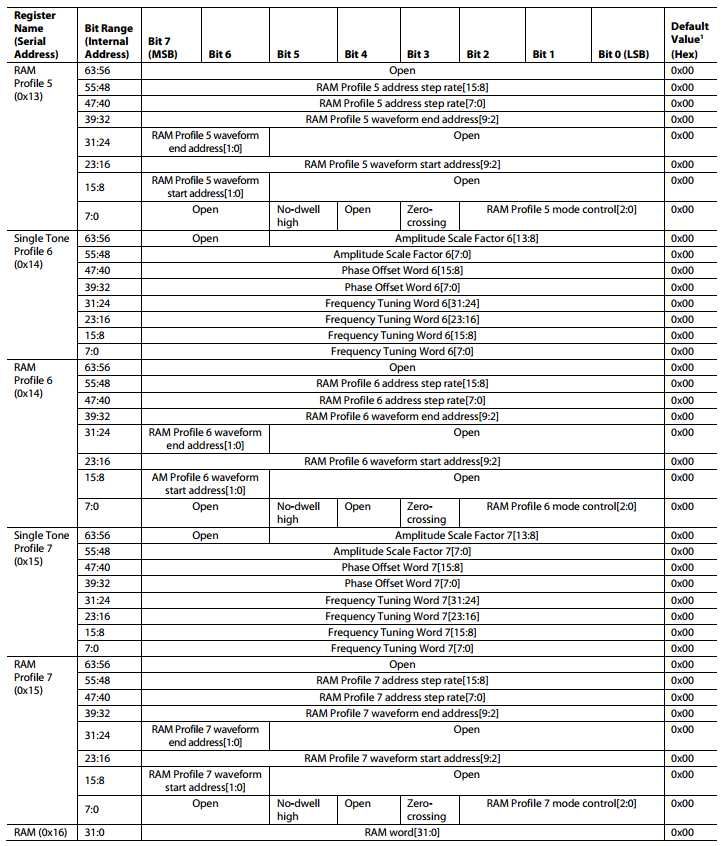 Register Name (Serial Address) Bit Range (Internal Address) Bit 7 (MSB) Bit 6 Bit 5 Bit 4 Bit 3 Bit 2 Bit 1 Bit 0 (LSB) Default Value1 (Hex)
RAM Profile 5 (0x13) 63:56 Open 0x00
55:48 RAM Profile 5 address step rate[15:8] 0x00
47:40 RAM Profile 5 address step rate[7:0] 0x00
39:32 RAM Profile 5 waveform end address[9:2] 0x00
31:24 RAM Profile 5 waveform end address[1:0] Open 0x00
23:16 RAM Profile 5 waveform start address[9:2] 0x00
15:8 RAM Profile 5 waveform start address[1:0] Open 0x00
7:0 Open No-dwell high Open Zero-crossing RAM Profile 5 mode control[2:0] 0x00
Single Tone Profile 6 (0x14) 63:56 Open Amplitude Scale Factor 6[13:8] 0x00
55:48 Amplitude Scale Factor 6[7:0] 0x00
47:40 Phase Offset Word 6[15:8] 0x00
39:32 Phase Offset Word 6[7:0] 0x00
31:24 Frequency Tuning Word 6[31:24] 0x00
23:16 Frequency Tuning Word 6[23:16] 0x00
15:8 Frequency Tuning Word 6[15:8] 0x00
7:0 Frequency Tuning Word 6[7:0] 0x00
RAM Profile 6 (0x14) 63:56 Open 0x00
55:48 RAM Profile 6 address step rate[15:8] 0x00
47:40 RAM Profile 6 address step rate[7:0] 0x00
39:32 RAM Profile 6 waveform end address[9:2] 0x00
31:24 RAM Profile 6 waveform end address[1:0] Open 0x00
23:16 RAM Profile 6 waveform start address[9:2] 0x00
15:8 AM Profile 6 waveform start address[1:0] Open 0x00
7:0 Open No-dwell high Open Zero-crossing RAM Profile 6 mode control[2:0] 0x00
Single Tone Profile 7 (0x15) 63:56 Open Amplitude Scale Factor 7[13:8] 0x00
55:48 Amplitude Scale Factor 7[7:0] 0x00
47:40 Phase Offset Word 7[15:8] 0x00
39:32 Phase Offset Word 7[7:0] 0x00
31:24 Frequency Tuning Word 7[31:24] 0x00
23:16 Frequency Tuning Word 7[23:16] 0x00
15:8 Frequency Tuning Word 7[15:8] 0x00
7:0 Frequency Tuning Word 7[7:0] 0x00
RAM Profile 7 (0x15) 63:56 Open 0x00
55:48 RAM Profile 7 address step rate[15:8] 0x00
47:40 RAM Profile 7 address step rate[7:0] 0x00
39:32 RAM Profile 7 waveform end address[9:2] 0x00
31:24 RAM Profile 7 waveform end address[1:0] Open 0x00
23:16 RAM Profile 7 waveform start address[9:2] 0x00
15:8 RAM Profile 7 waveform start address[1:0] Open 0x00
7:0 Open No-dwell high Open Zero-crossing RAM Profile 7 mode control[2:0] 0x00
RAM (0x16) 31:0 RAM word[31:0] 0x00